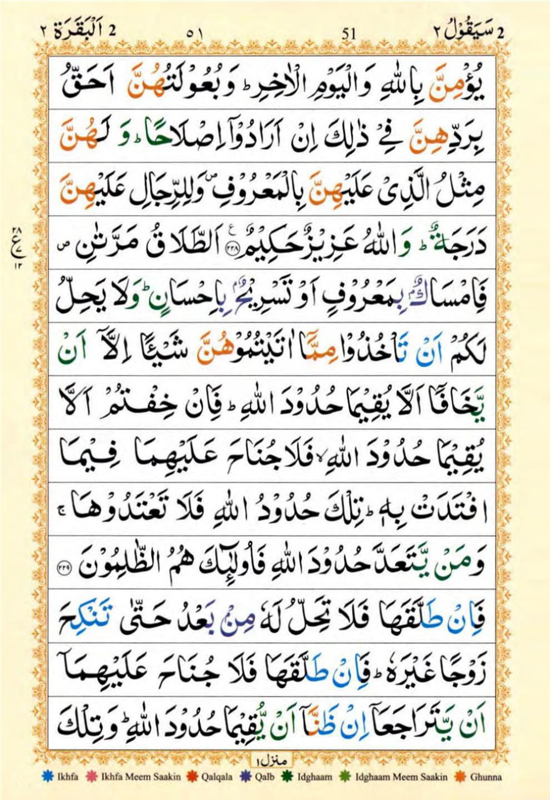 سَيَقُوْلُ ٢ 2 51 ٥١ 2 اَلْبَقَرَة ٢
يُؤْمِنَّ بِاللّٰهِ وَالْيَوْمِ الْاٰخِرِ ؕ وَبُعُوْلَتُهُنَّ اَحَقُّ
بِرَدِّهِنَّ فِىْ ذٰلِكَ اِنْ اَرَادُوْۤا اِصْلَاحًا ؕ وَلَهُنَّ
مِثْلُ الَّذِىْ عَلَيْهِنَّ بِالْمَعْرُوْفِ ۪ وَلِلرِّجَالِ عَلَيْهِنَّ
دَرَجَةٌ ؕ وَاللّٰهُ عَزِيْزٌ حَكِيْمٌ ﴿۲۲۸﴾ ع اَلطَّلَاقُ مَرَّتٰنِ ۪
٢٨ ع ١٢
فَاِمْسَاكٌۢ بِمَعْرُوْفٍ اَوْ تَسْرِيْحٌۢ بِاِحْسَانٍ ؕ وَلَا يَحِلُّ
لَكُمْ اَنْ تَاْخُذُوْا مِمَّاۤ اٰتَيْتُمُوْهُنَّ شَيْـًٔا اِلَّاۤ اَنْ
يَّخَافَاۤ اَلَّا يُقِيْمَا حُدُوْدَ اللّٰهِ ؕ فَاِنْ خِفْتُمْ اَلَّا
يُقِيْمَا حُدُوْدَ اللّٰهِ ۙ فَلَا جُنَاحَ عَلَيْهِمَا فِيْمَا
افْتَدَتْ بِهٖ ؕ تِلْكَ حُدُوْدُ اللّٰهِ فَلَا تَعْتَدُوْهَا ۚ
وَمَنْ يَّتَعَدَّ حُدُوْدَ اللّٰهِ فَاُولٰٓئِكَ هُمُ الظّٰلِمُوْنَ ﴿۲۲۹﴾
فَاِنْ طَلَّقَهَا فَلَا تَحِلُّ لَهٗ مِنْۢ بَعْدُ حَتّٰى تَنْكِحَ
زَوْجًا غَيْرَهٗ ؕ فَاِنْ طَلَّقَهَا فَلَا جُنَاحَ عَلَيْهِمَاۤ
اَنْ يَّتَرَاجَعَاۤ اِنْ ظَنَّاۤ اَنْ يُّقِيْمَا حُدُوْدَ اللّٰهِ ؕ وَتِلْكَ
منزل ١
Ikhfa Ikhfa Meem Saakin Qalqala Qalb Idghaam Idghaam Meem Saakin Ghunna